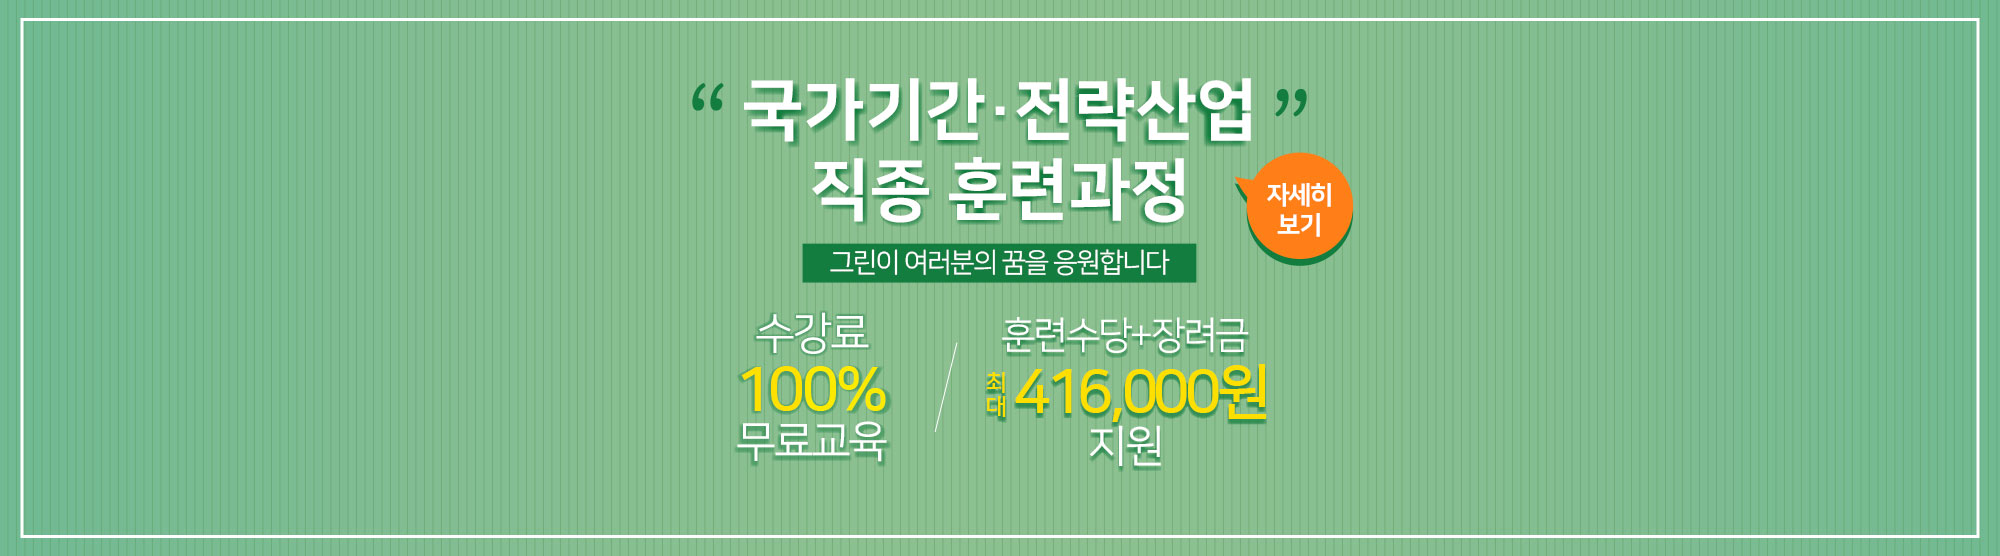 “ 국가기간·전략산업 ”
직종 훈련과정
자세히
보기
그린이 여러분의 꿈을 응원합니다
수강료
100%
무료교육
훈련수당+장려금
최대 416,000원
지원